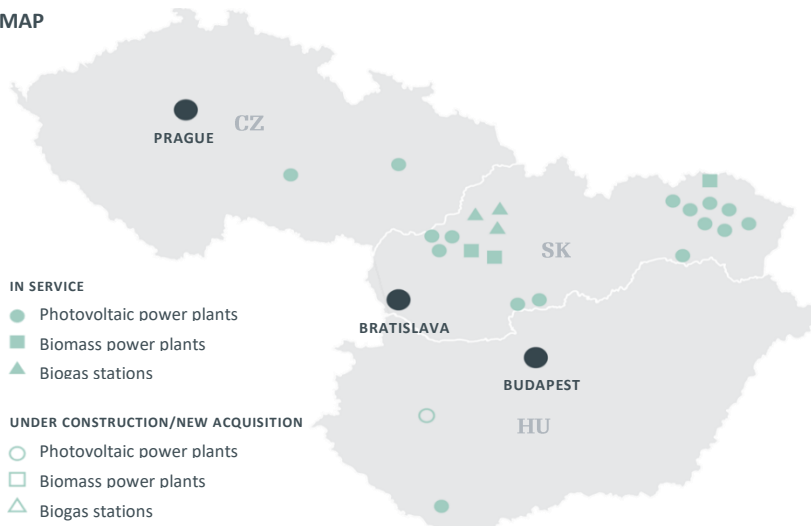 MAP
CZ
PRAGUE
SK
IN SERVICE
Photovoltaic power plants
Biomass power plants
Biogas stations
BRATISLAVA
BUDAPEST
HU
UNDER CONSTRUCTION/NEW ACQUISITION
Photovoltaic power plants
Biomass power plants
Biogas stations